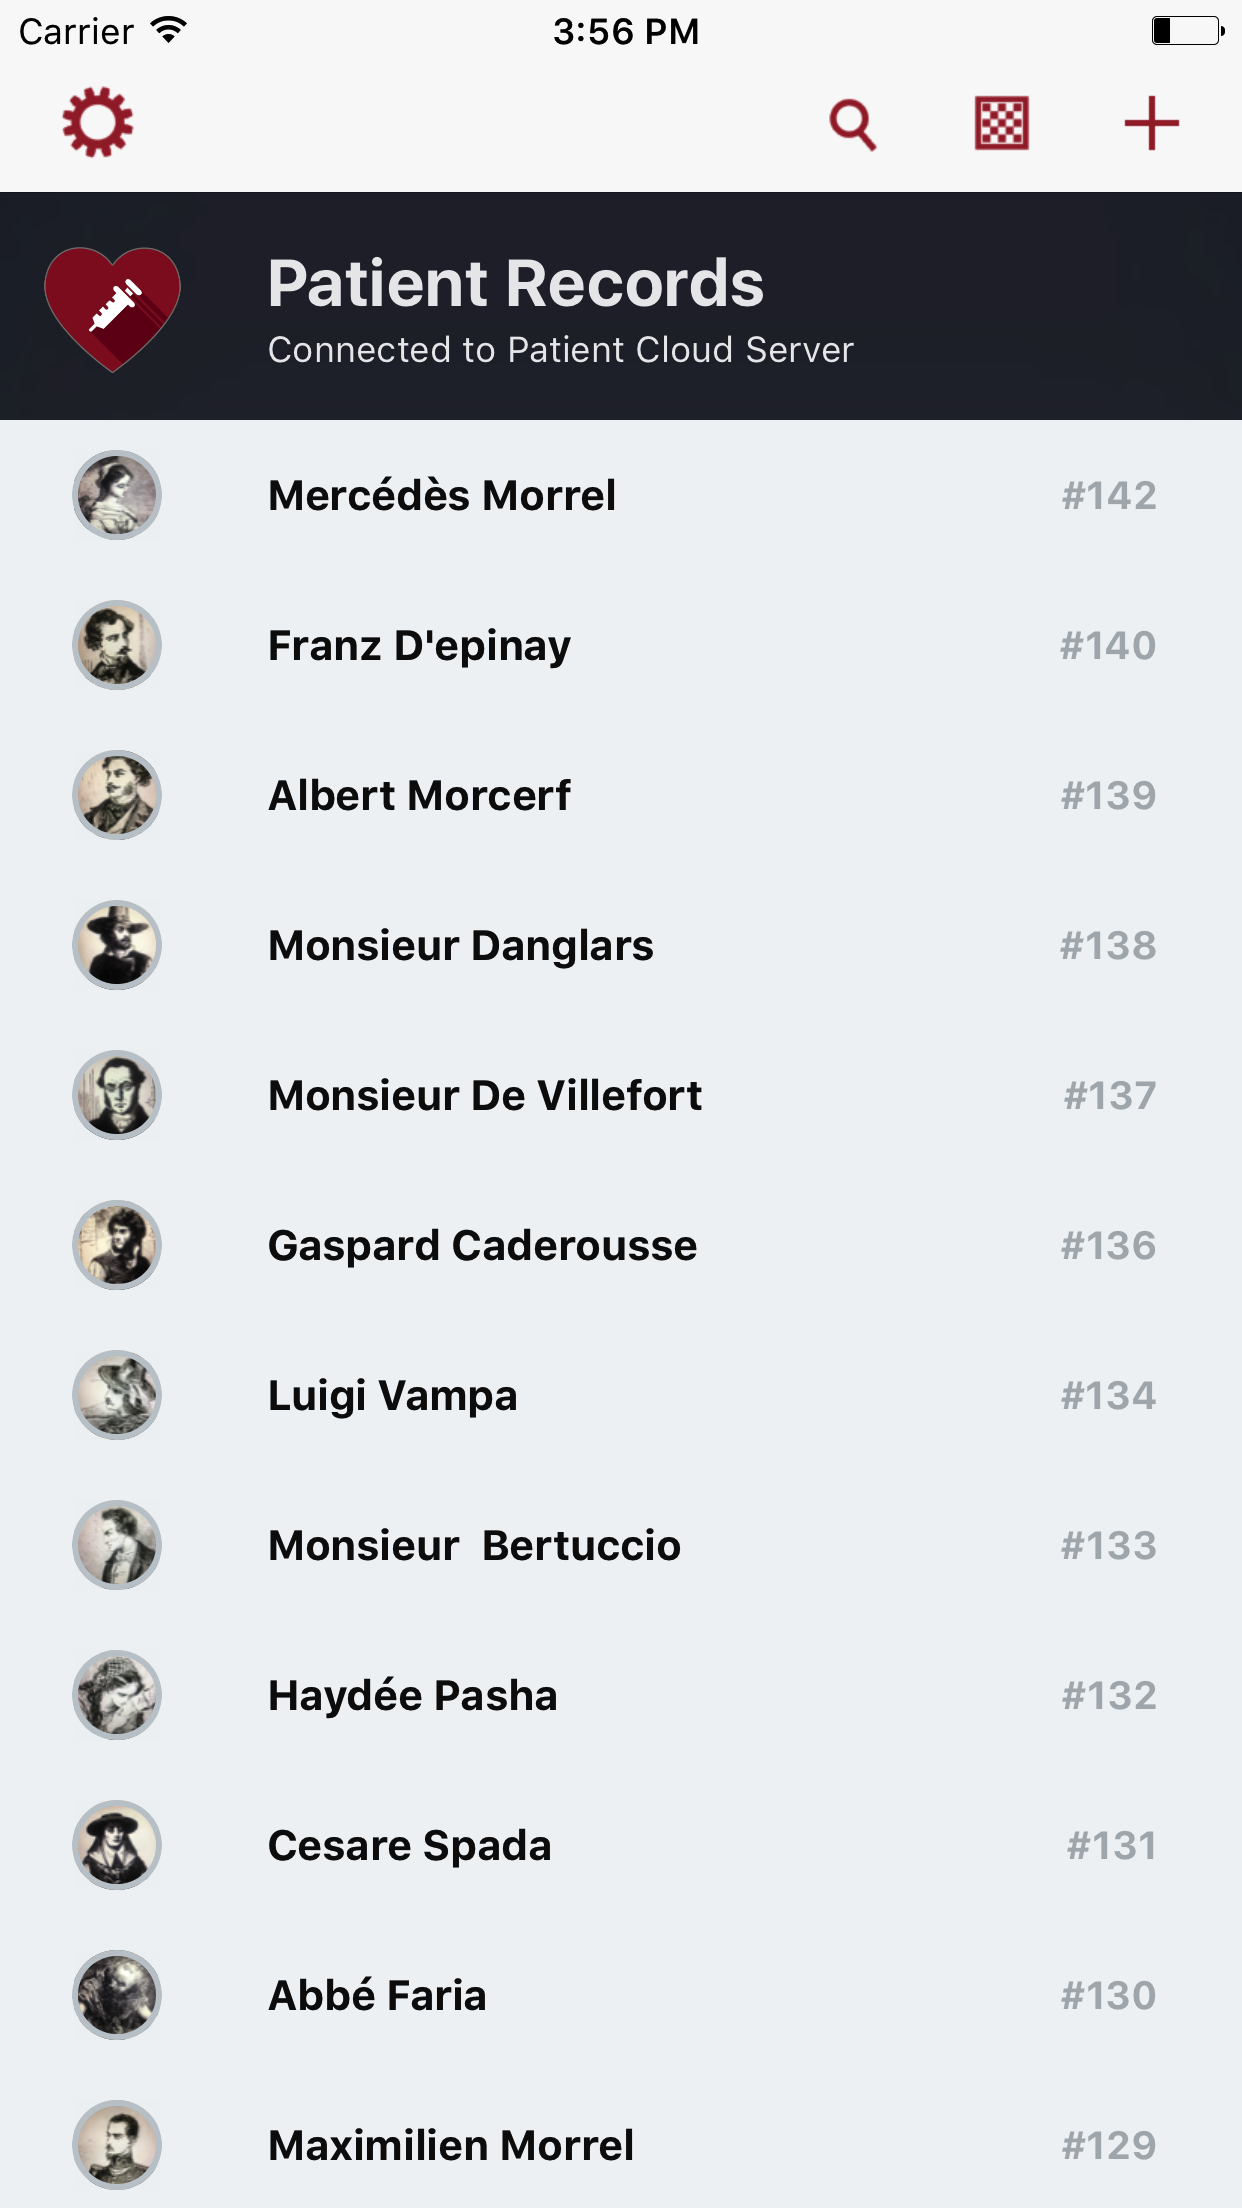 Carrier 3:56 PM
Patient Records
Connected to Patient Cloud Server
Mercédès Morrel #142
Franz D'epinay #140
Albert Morcerf #139
Monsieur Danglars #138
Monsieur De Villefort #137
Gaspard Caderousse #136
Luigi Vampa #134
Monsieur  Bertuccio #133
Haydée Pasha #132
Cesare Spada #131
Abbé Faria #130
Maximilien Morrel #129